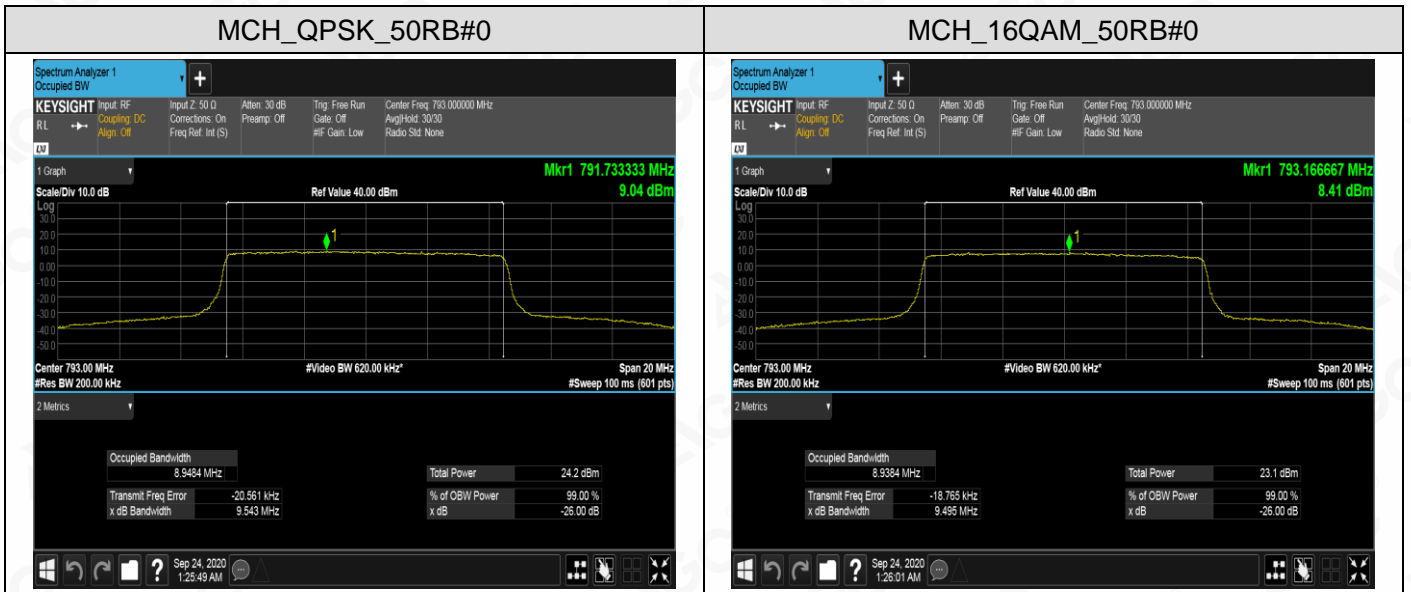 MCH_QPSK_50RB#0
Spectrum Analyzer 1
Occupied BW
+
KEYSIGHT Input: RF
RL
Coupling: DC
Align: Off
Input Z: 50 Ω
Corrections: On
Freq Ref: Int (S)
Atten: 30 dB
Preamp: Off
Trig: Free Run
Gate: Off
#IF Gain: Low
Center Freq: 793.000000 MHz
Avg|Hold: 30/30
Radio Std: None
LXI
1 Graph
Mkr1 791.733333 MHz
Scale/Div 10.0 dB
Ref Value 40.00 dBm
9.04 dBm
Log
30.0
20.0
10.0
0.00
-10.0
-20.0
-30.0
-40.0
-50.0
1
Center 793.00 MHz
#Video BW 620.00 kHz*
Span 20 MHz
#Res BW 200.00 kHz
#Sweep 100 ms (601 pts)
2 Metrics
Occupied Bandwidth
8.9484 MHz
Total Power 24.2 dBm
Transmit Freq Error -20.561 kHz
% of OBW Power 99.00 %
x dB Bandwidth 9.543 MHz
x dB -26.00 dB
?
Sep 24, 2020
1:25:49 AM
MCH_16QAM_50RB#0
Spectrum Analyzer 1
Occupied BW
+
KEYSIGHT Input: RF
RL
Coupling: DC
Align: Off
Input Z: 50 Ω
Corrections: On
Freq Ref: Int (S)
Atten: 30 dB
Preamp: Off
Trig: Free Run
Gate: Off
#IF Gain: Low
Center Freq: 793.000000 MHz
Avg|Hold: 30/30
Radio Std: None
LXI
1 Graph
Mkr1 793.166667 MHz
Scale/Div 10.0 dB
Ref Value 40.00 dBm
8.41 dBm
Log
30.0
20.0
10.0
0.00
-10.0
-20.0
-30.0
-40.0
-50.0
1
Center 793.00 MHz
#Video BW 620.00 kHz*
Span 20 MHz
#Res BW 200.00 kHz
#Sweep 100 ms (601 pts)
2 Metrics
Occupied Bandwidth
8.9384 MHz
Total Power 23.1 dBm
Transmit Freq Error -18.765 kHz
% of OBW Power 99.00 %
x dB Bandwidth 9.495 MHz
x dB -26.00 dB
?
Sep 24, 2020
1:26:01 AM